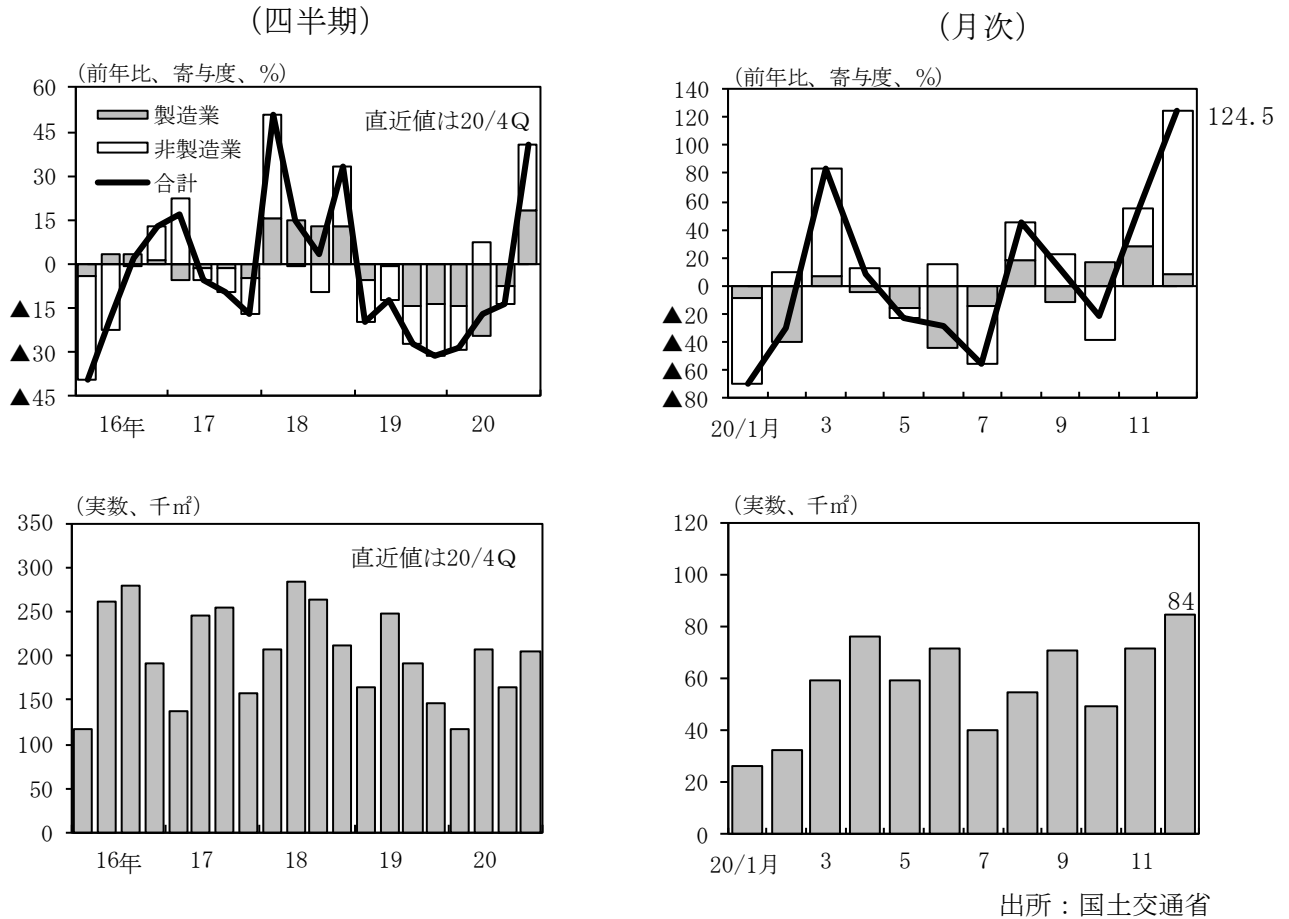 (四半期)
(前年比、寄与度、%)
60
45
30
15
0
▲15
▲30
▲45
製造業
非製造業
合計
直近値は20/4Q
16年 17 18 19 20
(月次)
(前年比、寄与度、%)
140
120
100
80
60
40
20
0
▲20
▲40
▲60
▲80
124.5
20/1月 3 5 7 9 11
(実数、千㎡)
350
300
250
200
150
100
50
0
直近値は20/4Q
16年 17 18 19 20
(実数、千㎡)
120
100
80
60
40
20
0
84
20/1月 3 5 7 9 11
出所：国土交通省